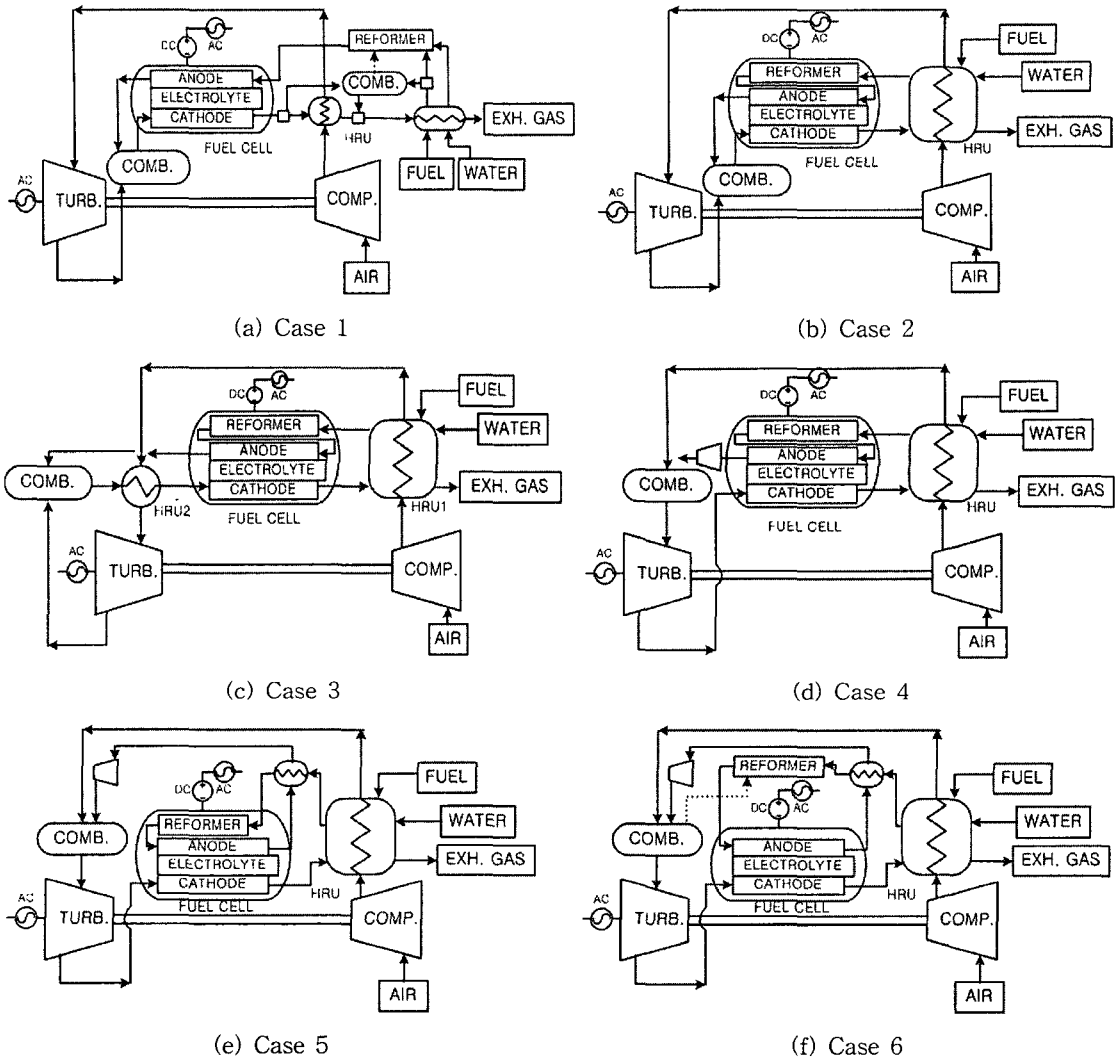 DC
AC
REFORMER
ANODE
ELECTROLYTE
CATHODE
COMB.
HRU
EXH. GAS
FUEL CELL
COMB.
FUEL
WATER
AC
TURB.
COMP.
AIR
(a) Case 1
DC
AC
FUEL
REFORMER
WATER
ANODE
ELECTROLYTE
CATHODE
EXH. GAS
FUEL CELL
HRU
COMB.
AC
TURB.
COMP.
AIR
(b) Case 2
DC
AC
FUEL
REFORMER
WATER
ANODE
ELECTROLYTE
CATHODE
COMB.
EXH. GAS
HRU2
FUEL CELL
HRU1
AC
TURB.
COMP.
AIR
(c) Case 3
DC
AC
FUEL
REFORMER
WATER
ANODE
ELECTROLYTE
CATHODE
COMB.
EXH. GAS
FUEL CELL
HRU
AC
TURB.
COMP.
AIR
(d) Case 4
DC
AC
FUEL
REFORMER
WATER
COMB.
ANODE
ELECTROLYTE
CATHODE
EXH. GAS
HRU
FUEL CELL
AC
TURB.
COMP.
AIR
(e) Case 5
REFORMER
DC
AC
FUEL
WATER
COMB.
ANODE
ELECTROLYTE
CATHODE
EXH. GAS
HRU
FUEL CELL
AC
TURB.
COMP.
AIR
(f) Case 6